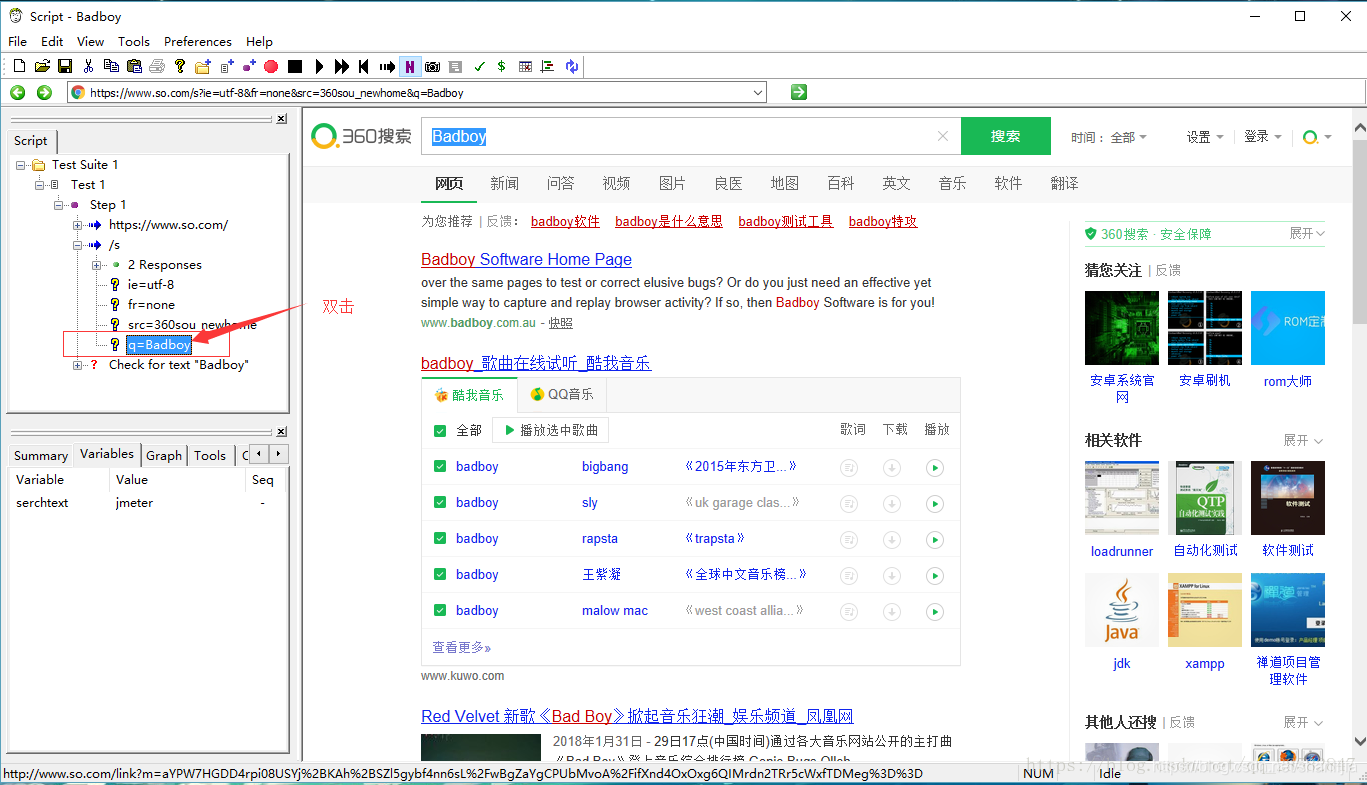 Script - Badboy
File Edit View Tools Preferences Help
N $
https://www.so.com/s?ie=utf-8&fr=none&src=360sou_newhome&q=Badboy
Script
Test Suite 1
Test 1
Step 1
https://www.so.com/
/s
2 Responses
ie=utf-8
fr=none
src=360sou_newhome
q=Badboy
Check for text "Badboy"
双击
Summary Variables Graph Tools
Variable Value Seq
serchtext jmeter -
360搜索 Badboy 搜索 时间： 全部 设置 登录
网页 新闻 问答 视频 图片 良医 地图 百科 英文 音乐 软件 翻译
为您推荐 | 反馈： badboy软件 badboy是什么意思 badboy测试工具 badboy特攻
Badboy Software Home Page
over the same pages to test or correct elusive bugs? Or do you just need an effective yet
simple way to capture and replay browser activity? If so, then Badboy Software is for you!
www.badboy.com.au - 快照
badboy_歌曲在线试听_酷我音乐
酷我音乐 QQ音乐
全部 播放选中歌曲 歌词 下载 播放
badboy bigbang 《2015年东方卫...》
badboy sly 《uk garage clas...》
badboy rapsta 《trapsta》
badboy 王紫凝 《全球中文音乐榜...》
badboy malow mac 《west coast allia...》
查看更多»
www.kuwo.com
Red Velvet 新歌《Bad Boy》掀起音乐狂潮_娱乐频道_凤凰网
2018年1月31日 - 29日17点(中国时间)通过各大音乐网站公开的主打曲
《Bad Boy》登上音乐综合排行榜 Genie Bugs Olleh
360搜索 · 安全保障 展开
猜您关注 | 反馈
ROM定制
安卓系统官网 安卓刷机 rom大师
相关软件 展开
QTP
自动化测试实践
软件测试
loadrunner 自动化测试 软件测试
Java
XAMPP for Linux
禅道
jdk xampp 禅道项目管理软件
其他人还搜 | 反馈 展开
http://www.so.com/link?m=aYPW7HGDD4rpi08USYj%2BKAh%2BSZl5gybf4nn6sL%2FwBgZaYgCPUbMvoA%2FifXnd4OxOxg6QIMrdn2TRr5cWxfTDMeg%3D%3D NUM Idle